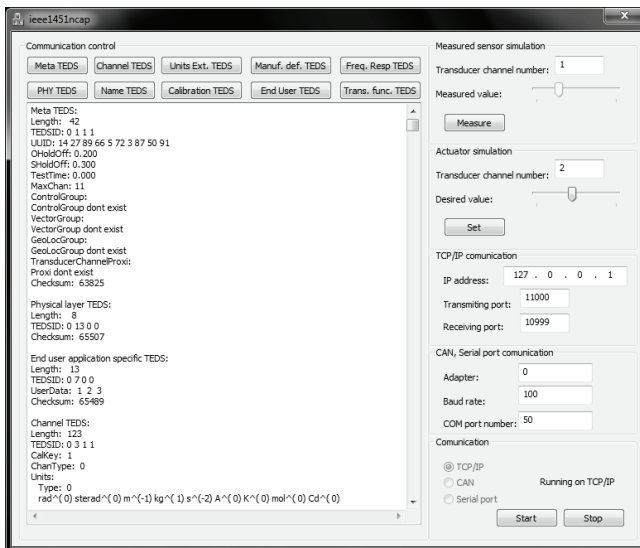 ieee1451ncap
x
Communication control
Meta TEDS Channel TEDS Units Ext. TEDS Manuf. def. TEDS Freq. Resp TEDS
PHY TEDS Name TEDS Calibration TEDS End User TEDS Trans. func. TEDS
Meta TEDS:
Length: 42
TEDSID: 0 1 1 1
UUID: 14 27 89 66 5 72 3 87 50 91
OHoldOff: 0.200
SHoldOff: 0.300
TestTime: 0.000
MaxChan: 11
ControlGroup:
ControlGroup dont exist
VectorGroup:
VectorGroup dont exist
GeoLocGroup:
GeoLocGroup dont exist
TransducerChannelProxi:
Proxi dont exist
Checksum: 63825
Physical layer TEDS:
Length: 8
TEDSID: 0 13 0 0
Checksum: 65507
End user application specific TEDS:
Length: 13
TEDSID: 0 7 0 0
UserData: 1 2 3
Checksum: 65489
Channel TEDS:
Length: 123
TEDSID: 0 3 1 1
CalKey: 1
ChanType: 0
Units:
Type: 0
rad^( 0) sterad^( 0) m^(-1) kg^( 1) s^(-2) A^( 0) K^( 0) mol^( 0) Cd^( 0)
Measured sensor simulation
Transducer channel number: 1
Measured value:
Measure
Actuator simulation
Transducer channel number: 2
Desired value:
Set
TCP/IP comunication
IP address: 127 . 0 . 0 . 1
Transmiting port: 11000
Receiving port: 10999
CAN, Serial port comunication
Adapter: 0
Baud rate: 100
COM port number: 50
Comunication
TCP/IP
CAN Running on TCP/IP
Serial port
Start Stop